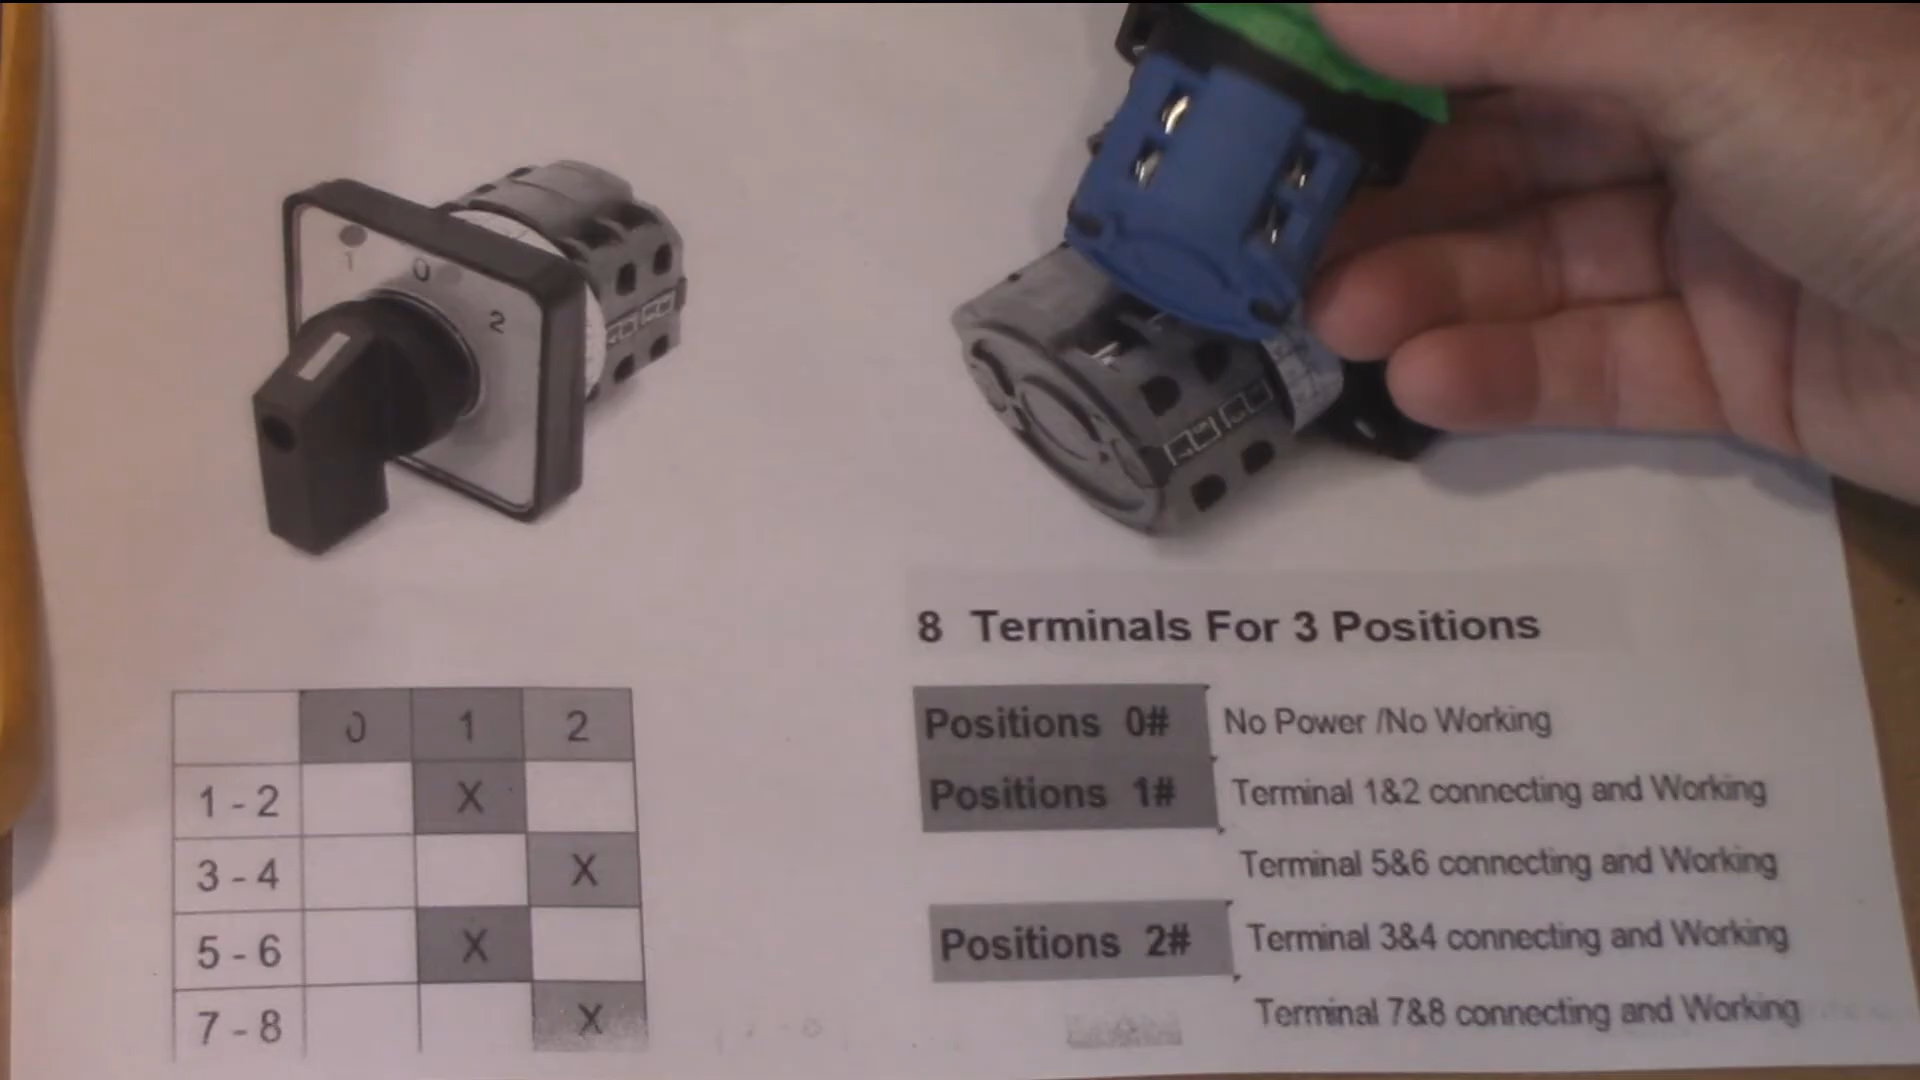 1 0 2
8 Terminals For 3 Positions
0 1 2
1 - 2 X
3 - 4 X
5 - 6 X
7 - 8 X
Positions 0# No Power /No Working
Positions 1# Terminal 1&2 connecting and Working
Terminal 5&6 connecting and Working
Positions 2# Terminal 3&4 connecting and Working
Terminal 7&8 connecting and Working